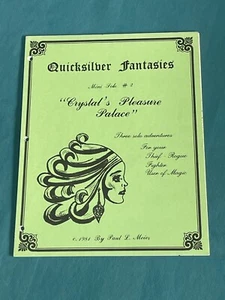 Quicksilver Fantasies
Mini Solo # 1
"Crystal's Pleasure
Palace"
Three solo adventures
For your
Thief - Rogue
Fighter
User of Magic
© 1981 By Paul L. Meier